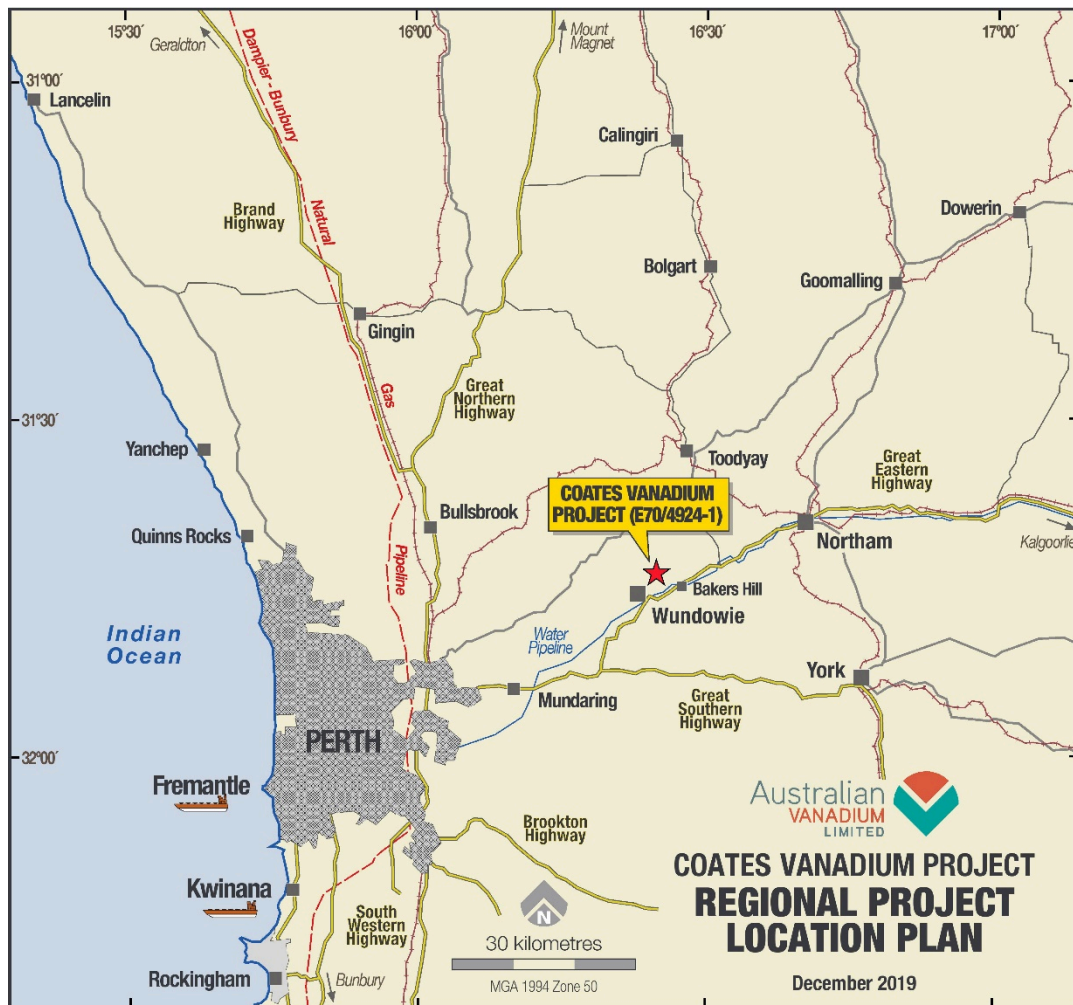 15°30´
16°00´
16°30´
17°00´
Geraldton
Dampier - Bunbury
Mount
Magnet
31°00´
Lancelin
Calingiri
Brand
Highway
Natural
Dowerin
Bolgart
Goomalling
Gingin
Gas
Great
Northern
Highway
31°30´
Yanchep
Toodyay
Great
Eastern
Highway
COATES VANADIUM
PROJECT (E70/4924-1)
Bullsbrook
Quinns Rocks
Northam
Kalgoorlie
Pipeline
Bakers Hill
Wundowie
Indian
Ocean
Water
Pipeline
York
Mundaring
Great
Southern
Highway
PERTH
32°00´
Fremantle
Australian
VANADIUM
LIMITED
Brookton
Highway
COATES VANADIUM PROJECT
REGIONAL PROJECT
LOCATION PLAN
December 2019
Kwinana
South
Western
Highway
N
30 kilometres
MGA 1994 Zone 50
Rockingham
Bunbury